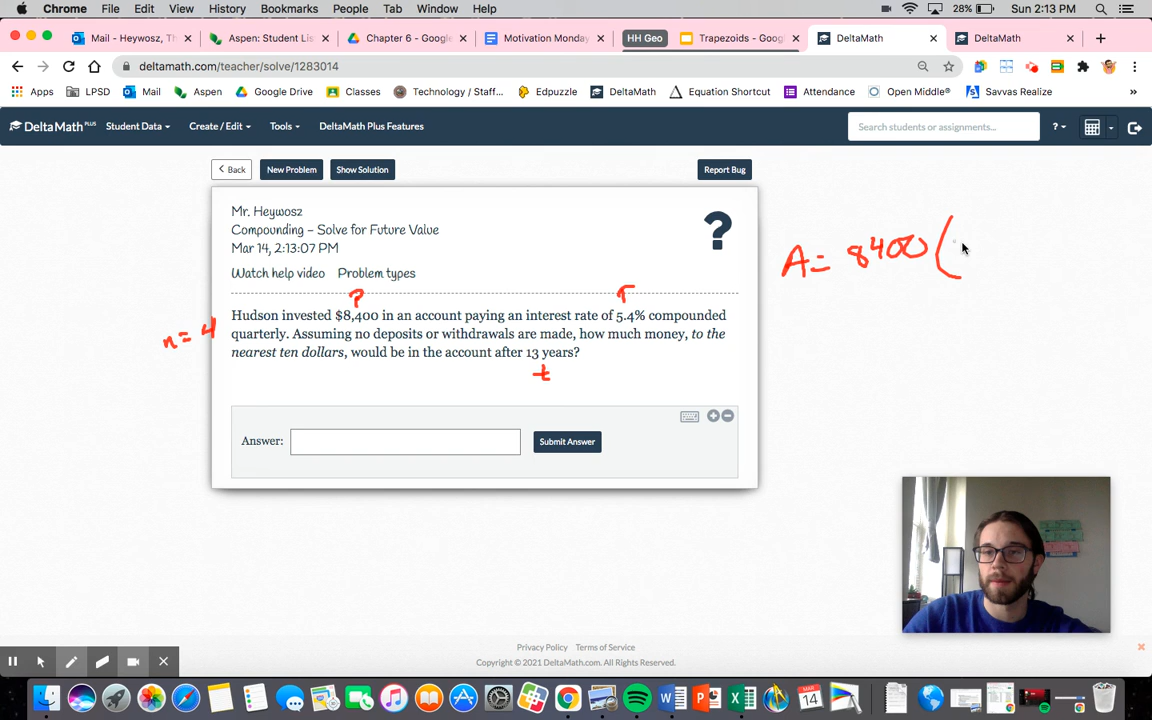 Chrome File Edit View History Bookmarks People Tab Window Help 28% Sun 2:13 PM
Mail - Heywosz, Th Aspen: Student Lis Chapter 6 - Google Motivation Monday HH Geo Trapezoids - Goog DeltaMath DeltaMath
deltamath.com/teacher/solve/1283014
Apps LPSD Mail Aspen Google Drive Classes Technology / Staff... Edpuzzle DeltaMath Equation Shortcut Attendance Open Middle® Savvas Realize »
DeltaMath PLUS Student Data Create / Edit Tools DeltaMath Plus Features Search students or assignments... ?
Back New Problem Show Solution Report Bug
Mr. Heywosz
Compounding - Solve for Future Value
Mar 14, 2:13:07 PM
Watch help video Problem types
?
A = 8400 (
r
Hudson invested $8,400 in an account paying an interest rate of 5.4% compounded
n = 4
quarterly. Assuming no deposits or withdrawals are made, how much money, to the
nearest ten dollars, would be in the account after 13 years?
t
Answer: Submit Answer
Privacy Policy Terms of Service
Copyright © 2021 DeltaMath.com. All Rights Reserved.
MAR
14